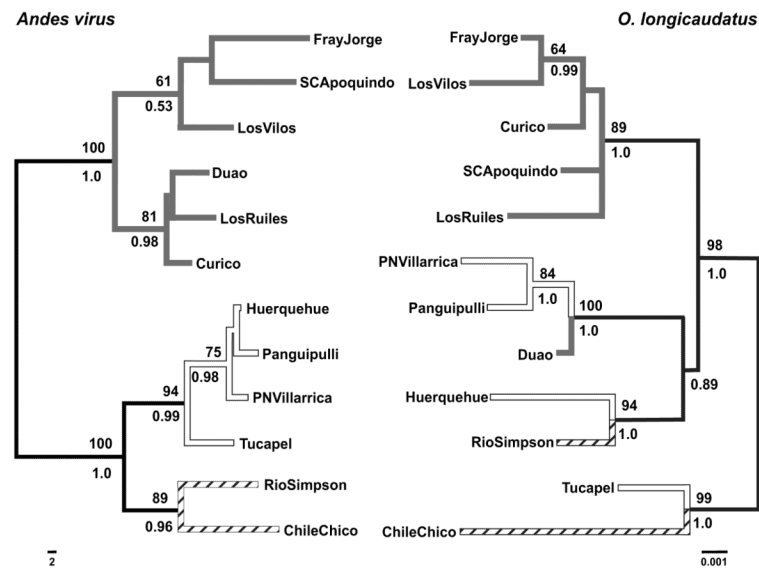 Andes virus
O. longicaudatus
FrayJorge
61
SCApoquindo
0.53
LosVilos
100
1.0
Duao
81
LosRuiles
0.98
Curico
Huerquehue
75
Panguipulli
94
0.98
PNVillarrica
0.99
Tucapel
100
1.0
RioSimpson
89
0.96
ChileChico
2
FrayJorge
64
0.99
LosVilos
Curico
89
1.0
SCApoquindo
LosRuiles
98
1.0
PNVillarrica
84
1.0
Panguipulli
100
1.0
Duao
0.89
Huerquehue
94
1.0
RioSimpson
Tucapel
99
1.0
ChileChico
0.001